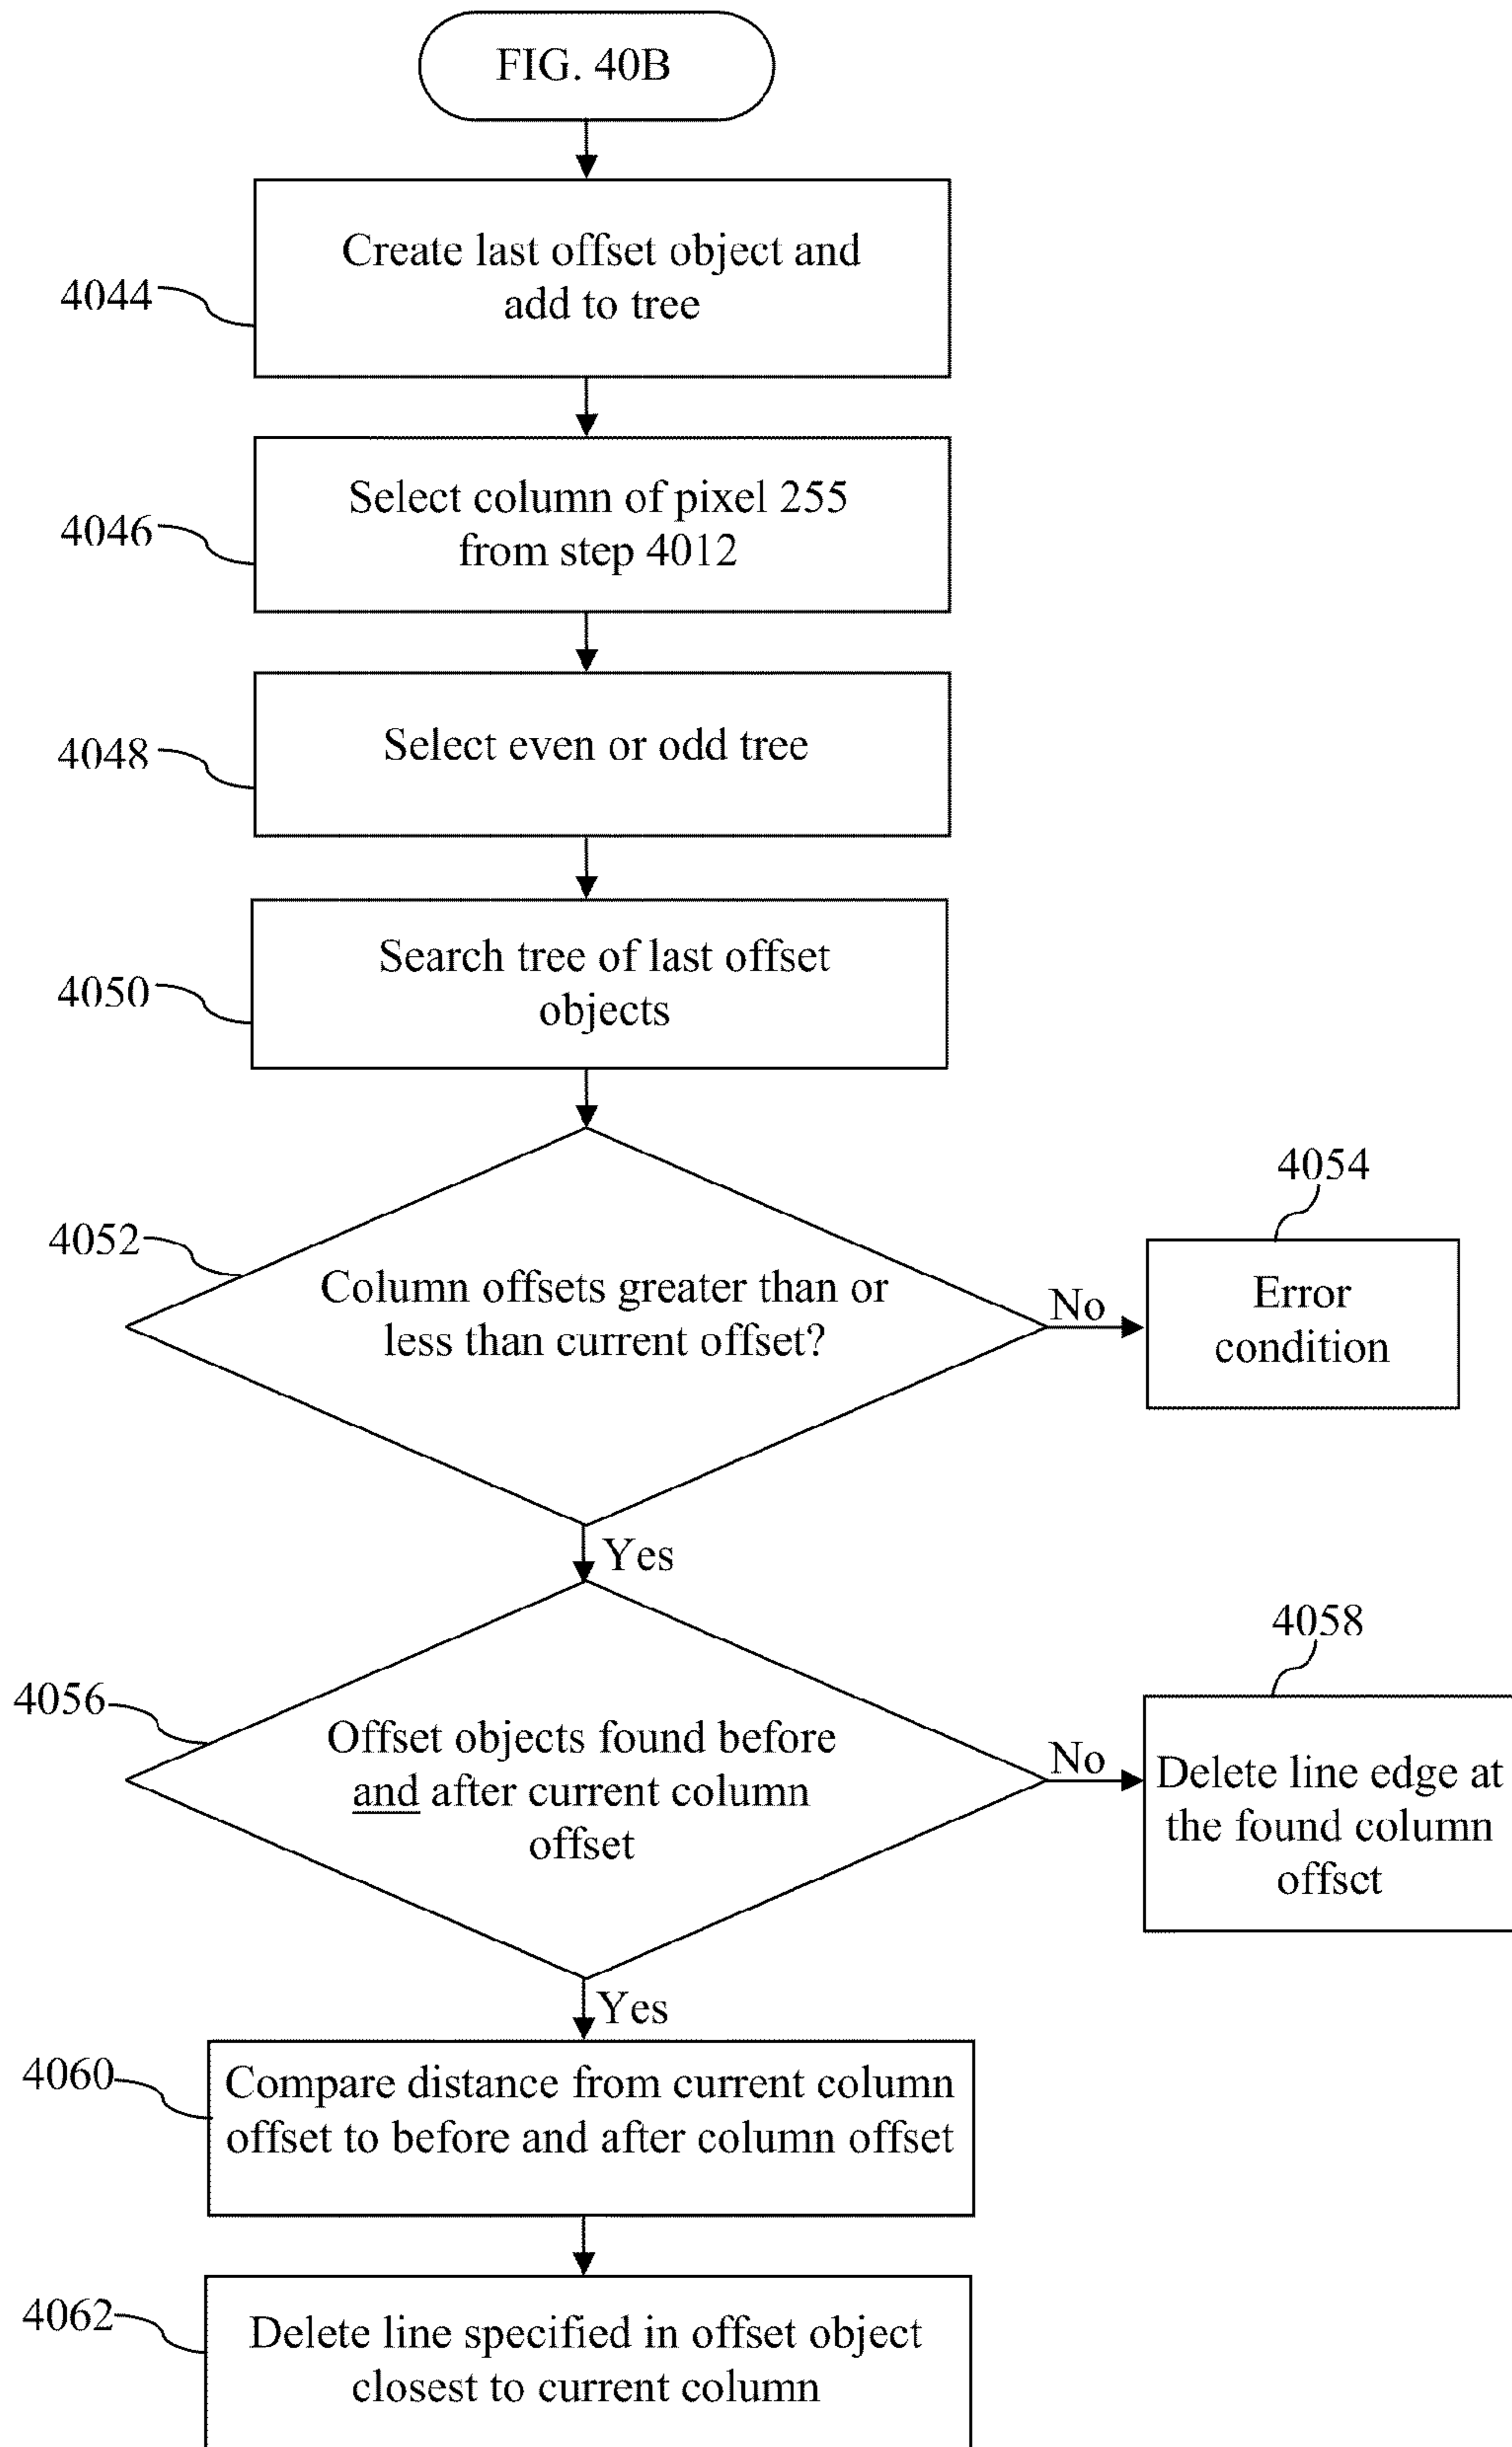 FIG. 40B
Create last offset object and
add to tree
4044
Select column of pixel 255
from step 4012
4046
Select even or odd tree
4048
Search tree of last offset
objects
4050
4054
4052
Column offsets greater than or
less than current offset?
No
Error
condition
Yes
4058
4056
Offset objects found before
and after current column
offset
No
Delete line edge at
the found column
offset
Yes
4060
Compare distance from current column
offset to before and after column offset
4062
Delete line specified in offset object
closest to current column